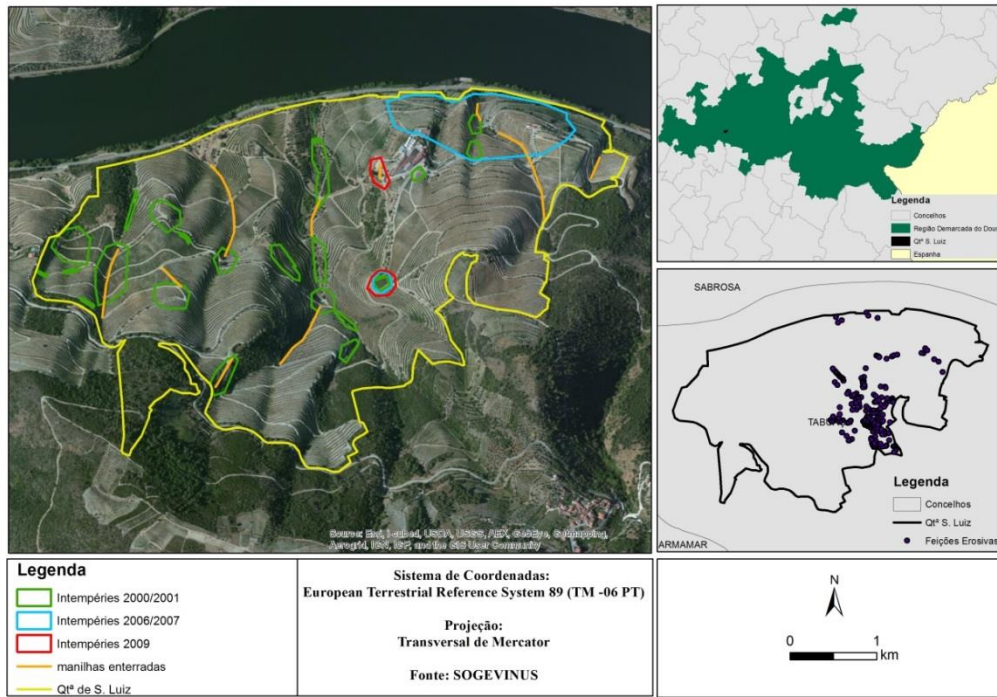 Source: Esri, i-cubed, USDA, USGS, AEX, GeoEye, Getmapping,
Aerogrid, IGN, IGP, and the GIS User Community
Legenda
Concelhos
Região Demarcada do Dour
Qtª S. Luiz
Espanha
SABROSA
TABU
ARMAMAR
Legenda
Concelhos
Qtª S. Luiz
Feições Erosivas
Legenda
Intempéries 2000/2001
Intempéries 2006/2007
Intempéries 2009
manilhas enterradas
Qtª de S. Luiz
Sistema de Coordenadas:
European Terrestrial Reference System 89 (TM -06 PT)
Projeção:
Transversal de Mercator
Fonte: SOGEVINUS
N
0 1
km